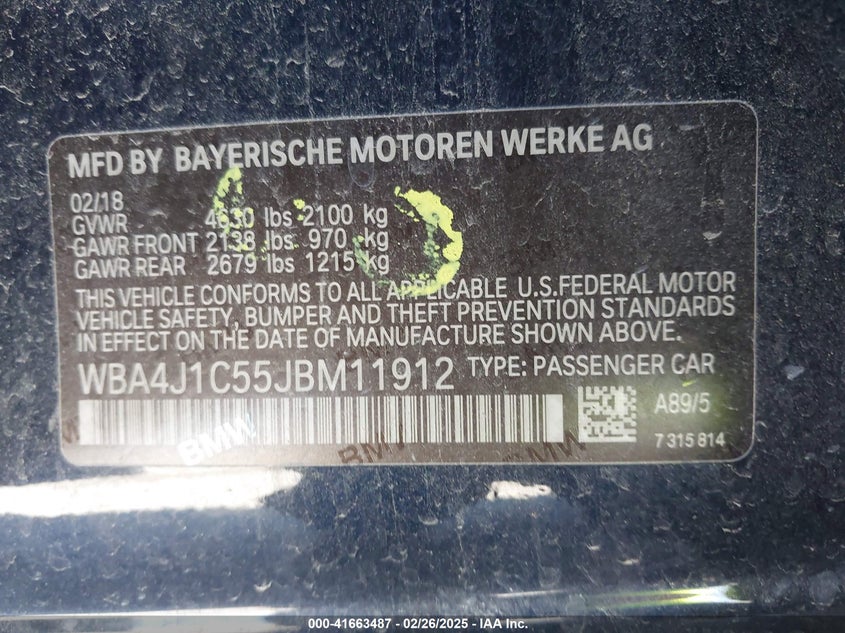 MFD BY BAYERISCHE MOTOREN WERKE AG
02/18
GVWR 4630 lbs 2100 kg
GAWR FRONT 2138 lbs 970 kg
GAWR REAR 2679 lbs 1215 kg
THIS VEHICLE CONFORMS TO ALL APPLICABLE U.S.FEDERAL MOTOR
VEHICLE SAFETY, BUMPER AND THEFT PREVENTION STANDARDS
IN EFFECT ON THE DATE OF MANUFACTURE SHOWN ABOVE.
WBA4J1C55JBM11912 TYPE: PASSENGER CAR
A89/5
7 315 814
BMW BMW BMW
000-41663487 - 02/26/2025 - IAA Inc.